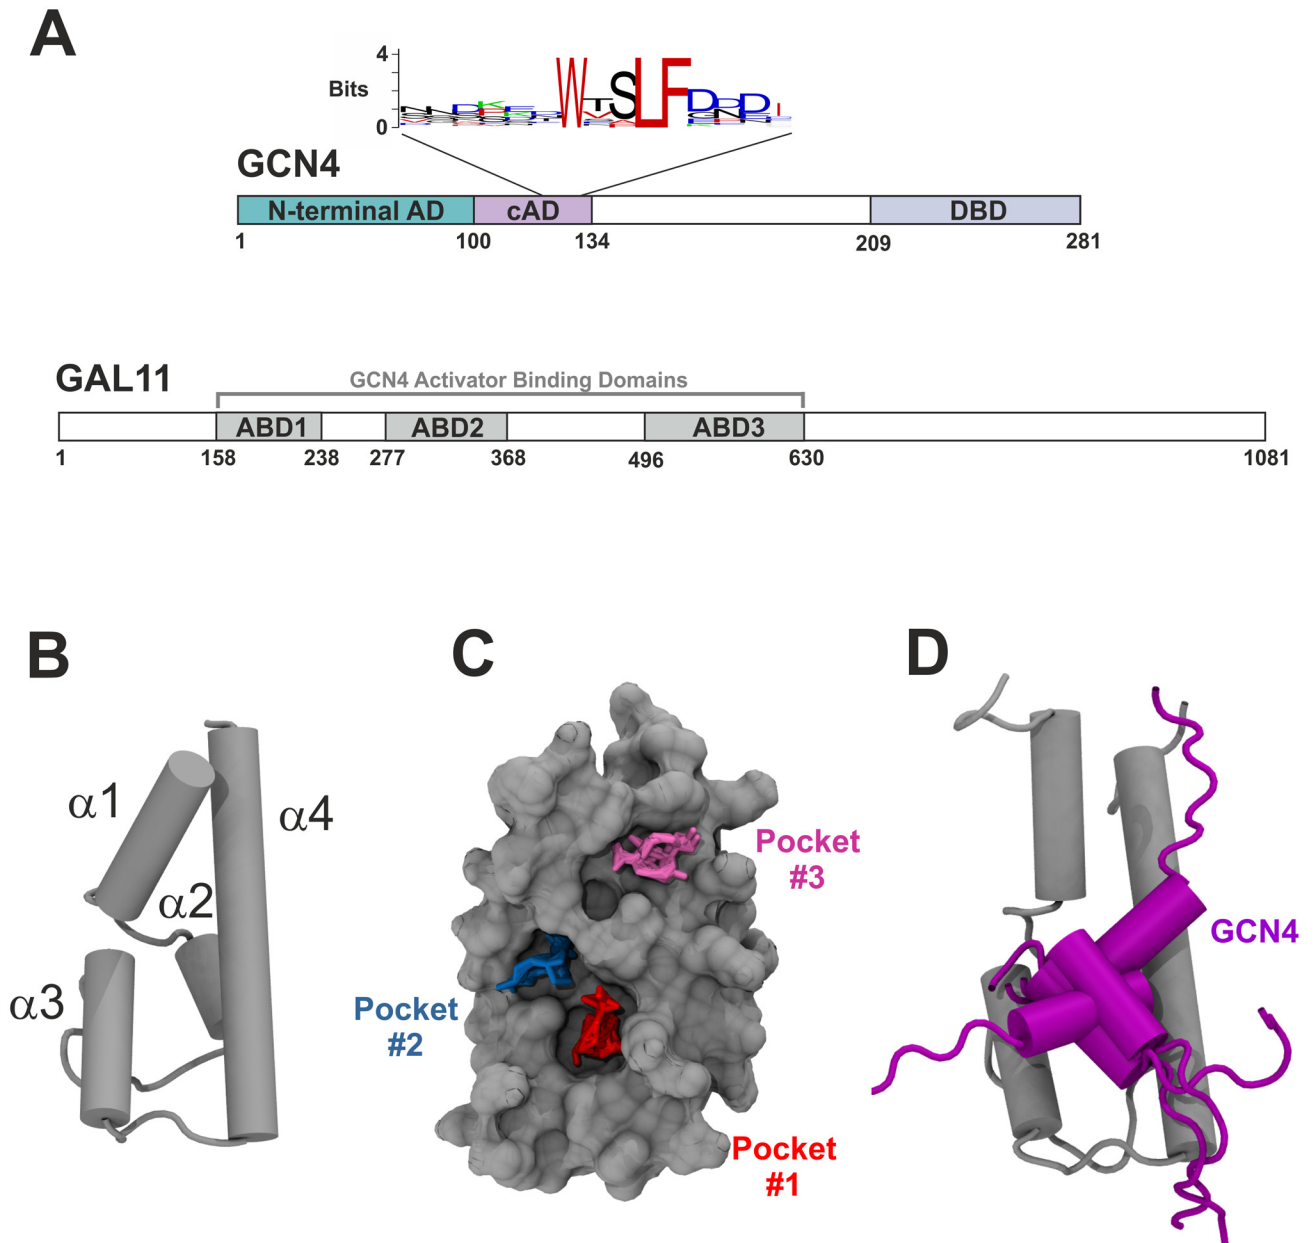 A
4
Bits
0
W T S L F D D D I
GCN4
N-terminal AD cAD DBD
1 100 134 209 281
GAL11
GCN4 Activator Binding Domains
ABD1 ABD2 ABD3
1 158 238 277 368 496 630 1081
B C D
α1
α4
α2
α3
Pocket
#3
Pocket
#2
Pocket
#1
GCN4